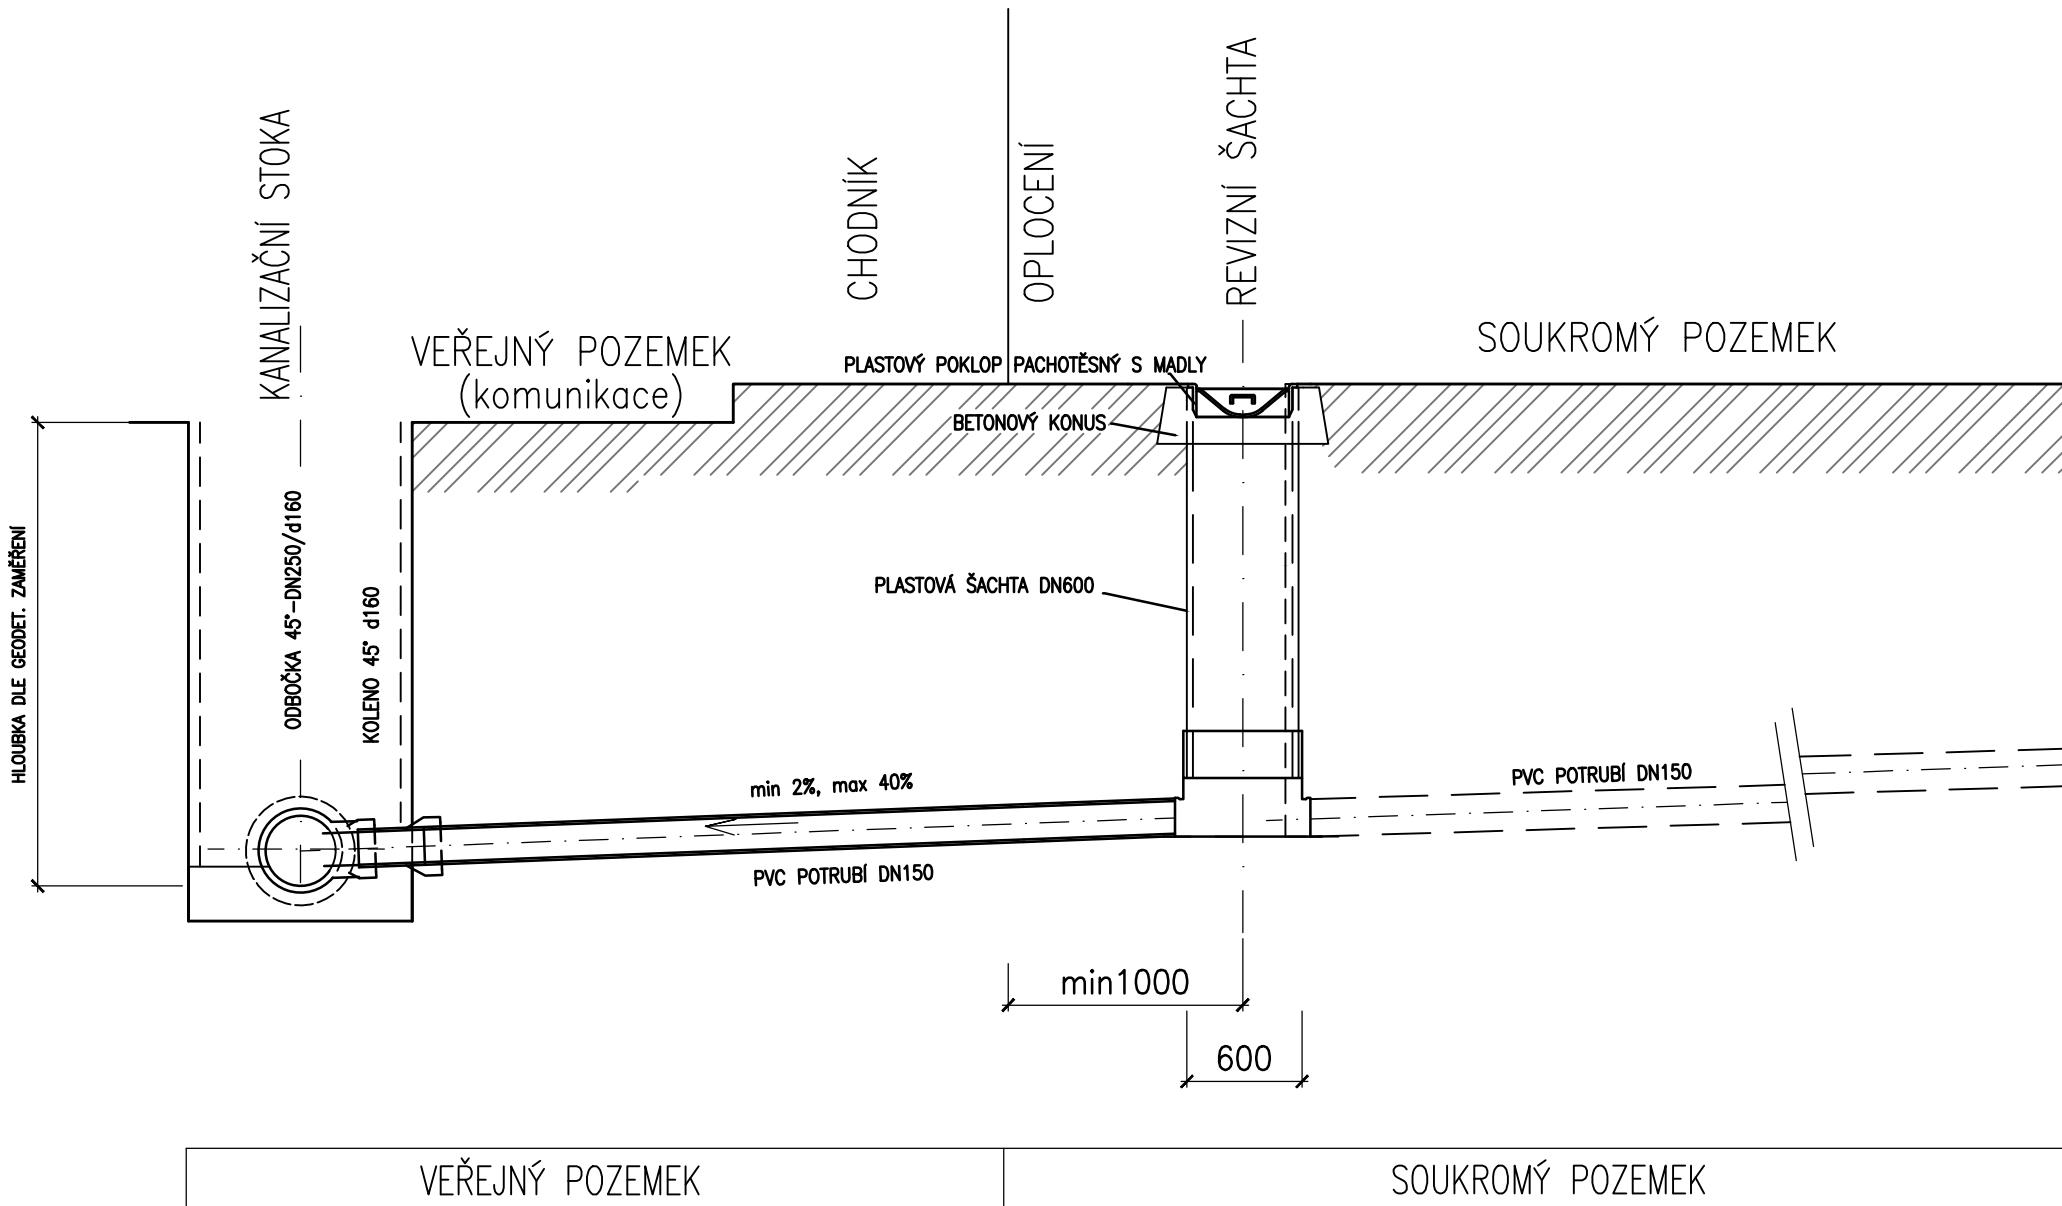 KANALIZAČNÍ STOKA
CHODNÍK
OPLOCENÍ
REVIZNÍ ŠACHTA
VEŘEJNÝ POZEMEK
(komunikace)
SOUKROMÝ POZEMEK
PLASTOVÝ POKLOP PACHOTĚSNÝ S MADLY
BETONOVÝ KONUS
HLOUBKA DLE GEODET. ZAMĚŘENÍ
ODBOČKA 45°-DN250/d160
KOLENO 45° d160
PLASTOVÁ ŠACHTA DN600
min 2%, max 40%
PVC POTRUBÍ DN150
PVC POTRUBÍ DN150
min1000
600
VEŘEJNÝ POZEMEK
SOUKROMÝ POZEMEK